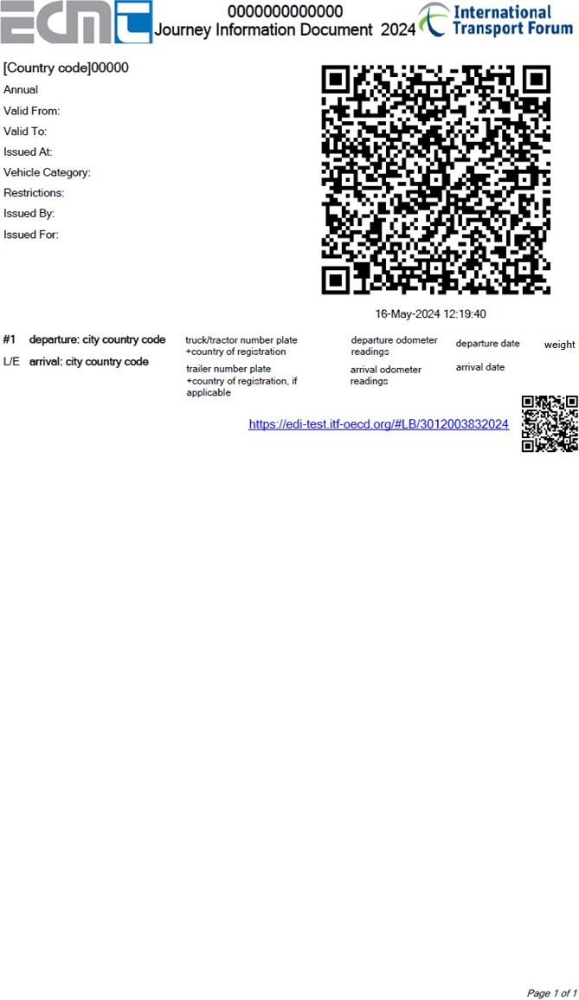 ECMT
0000000000000
Journey Information Document 2024
International
Transport Forum
[Country code]00000
Annual
Valid From:
Valid To:
Issued At:
Vehicle Category:
Restrictions:
Issued By:
Issued For:
16-May-2024 12:19:40
#1 departure: city country code truck/tractor number plate departure odometer departure date weight
+country of registration readings
L/E arrival: city country code trailer number plate arrival odometer arrival date
+country of registration, if readings
applicable
https://edi-test.itf-oecd.org/#LB/3012003832024
Page 1 of 1